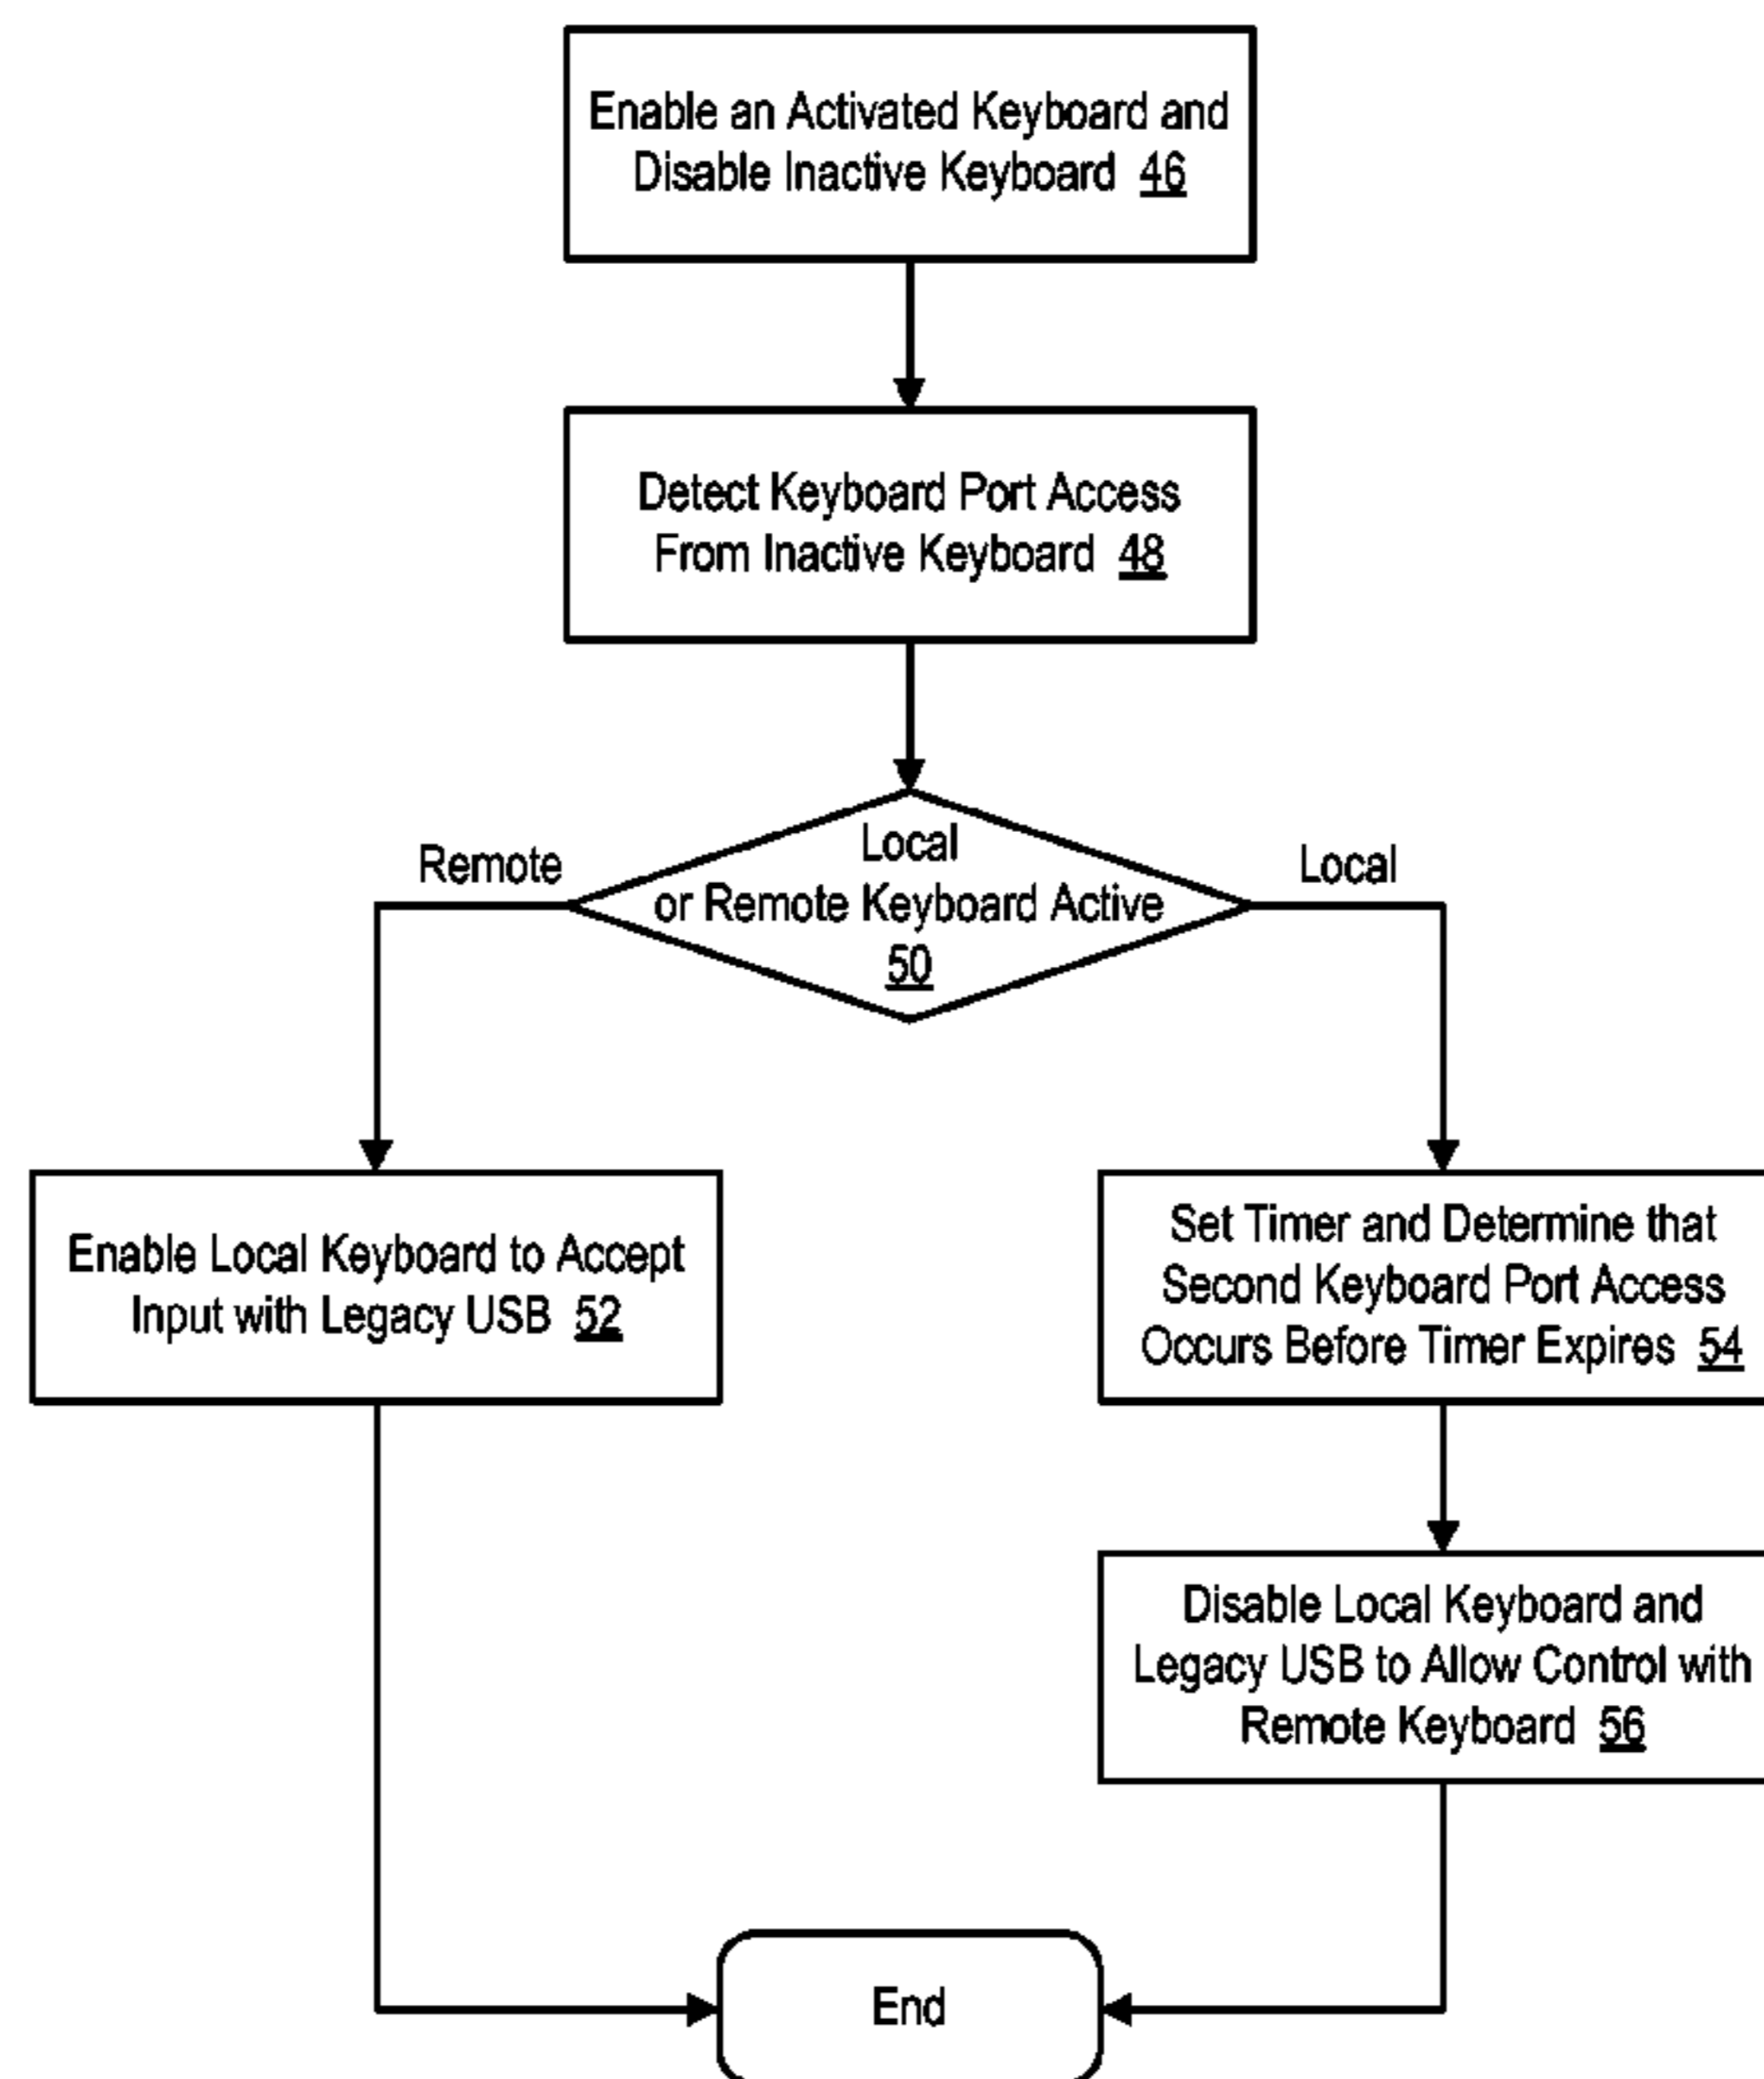 Enable an Activated Keyboard and
Disable Inactive Keyboard 46
Detect Keyboard Port Access
From Inactive Keyboard 48
Remote
Local
or Remote Keyboard Active
50
Local
Enable Local Keyboard to Accept
Input with Legacy USB 52
Set Timer and Determine that
Second Keyboard Port Access
Occurs Before Timer Expires 54
Disable Local Keyboard and
Legacy USB to Allow Control with
Remote Keyboard 56
End